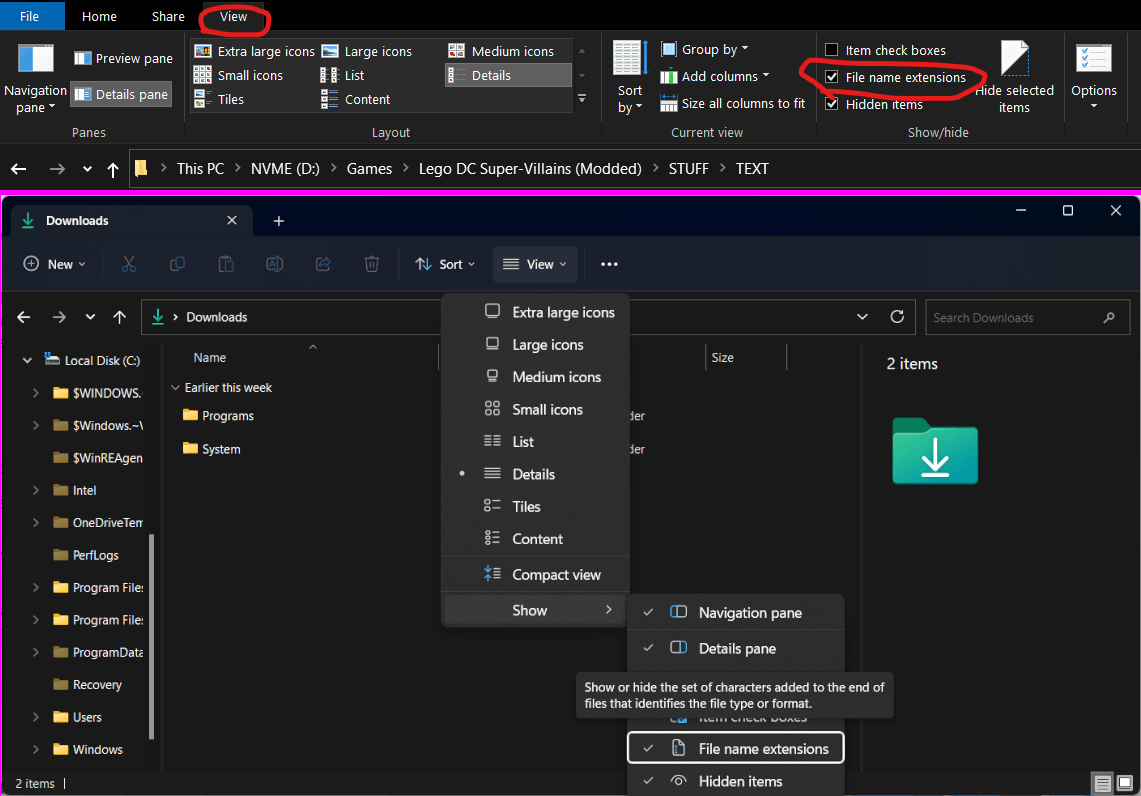 File Home Share View
Preview pane
Details pane
Navigation
pane
Panes
Extra large icons Large icons Medium icons
Small icons List Details
Tiles Content
Layout
Sort
by
Group by
Add columns
Size all columns to fit
Current view
Item check boxes
File name extensions
Hidden items
Hide selected
items
Show/hide
Options
This PC NVME (D:) Games Lego DC Super-Villains (Modded) STUFF TEXT
Downloads
New Sort View
Downloads
Search Downloads
Local Disk (C:)
$WINDOWS.~
$Windows.~V
$WinREAgen
Intel
OneDriveTem
PerfLogs
Program Files
Program Files
ProgramData
Recovery
Users
Windows
Name Size
Earlier this week
Programs
System
der
der
Extra large icons
Large icons
Medium icons
Small icons
List
Details
Tiles
Content
Compact view
Show
Navigation pane
Details pane
Show or hide the set of characters added to the end of
files that identifies the file type or format.
Item check boxes
File name extensions
Hidden items
2 items
2 items